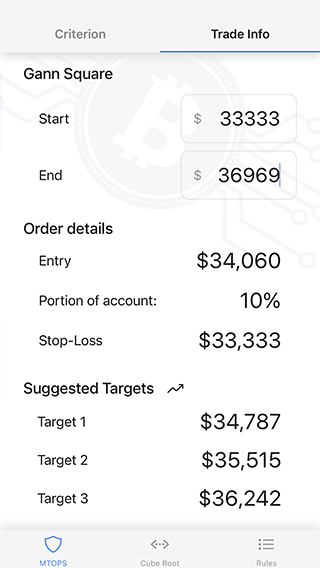 Criterion Trade Info
Gann Square
Start $ 33333
End $ 36969
Order details
Entry $34,060
Portion of account: 10%
Stop-Loss $33,333
Suggested Targets
Target 1 $34,787
Target 2 $35,515
Target 3 $36,242
MTOPS Cube Root Rules